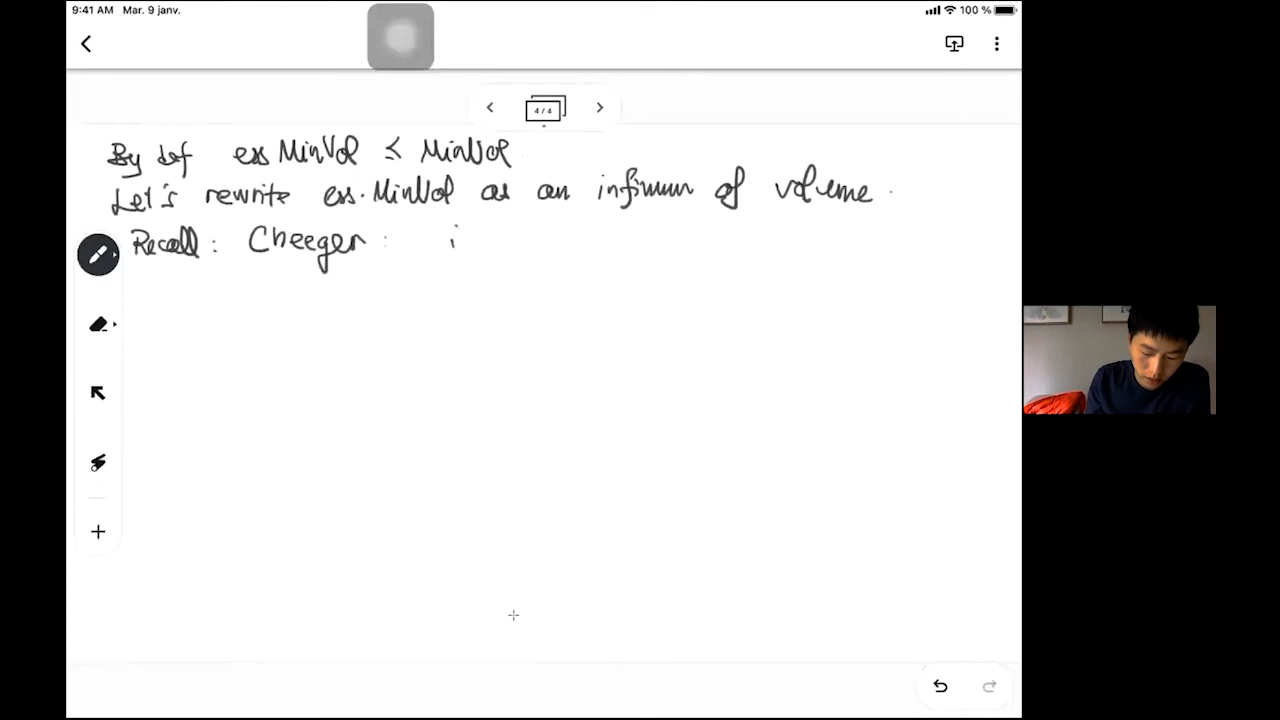 9:41 AM Mar. 9 janv. 100 %
4/4
By def ess MinVol ≤ MinVol
Let's rewrite ess. MinVol as an infimum of volume.
Recall: Cheeger: i